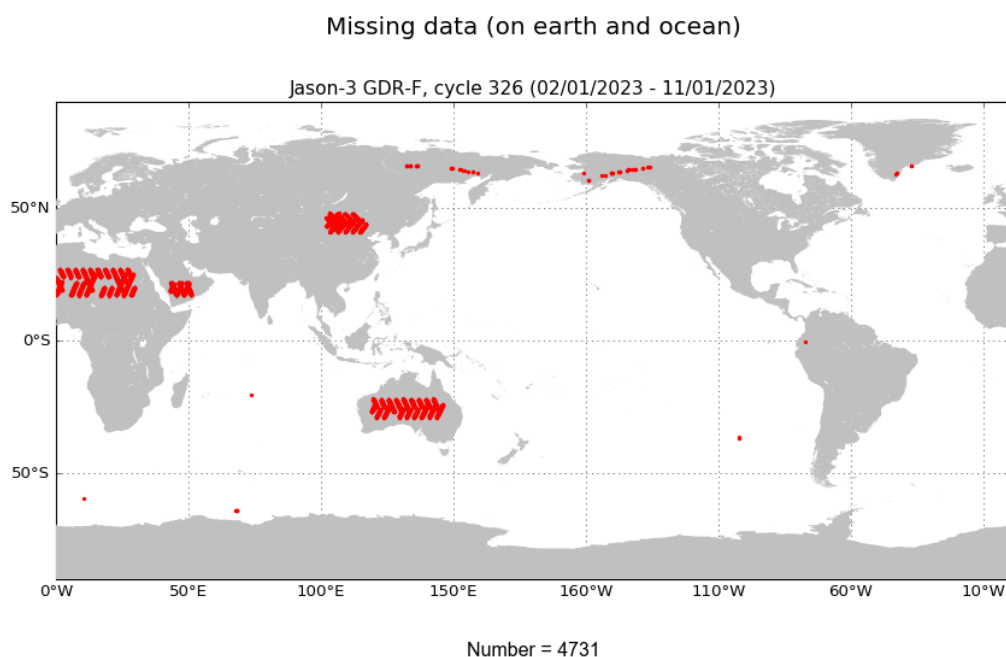 Missing data (on earth and ocean)
Jason-3 GDR-F, cycle 326 (02/01/2023 - 11/01/2023)
50°N
0°S
50°S
0°W 50°E 100°E 150°E 160°W 110°W 60°W 10°W
Number = 4731